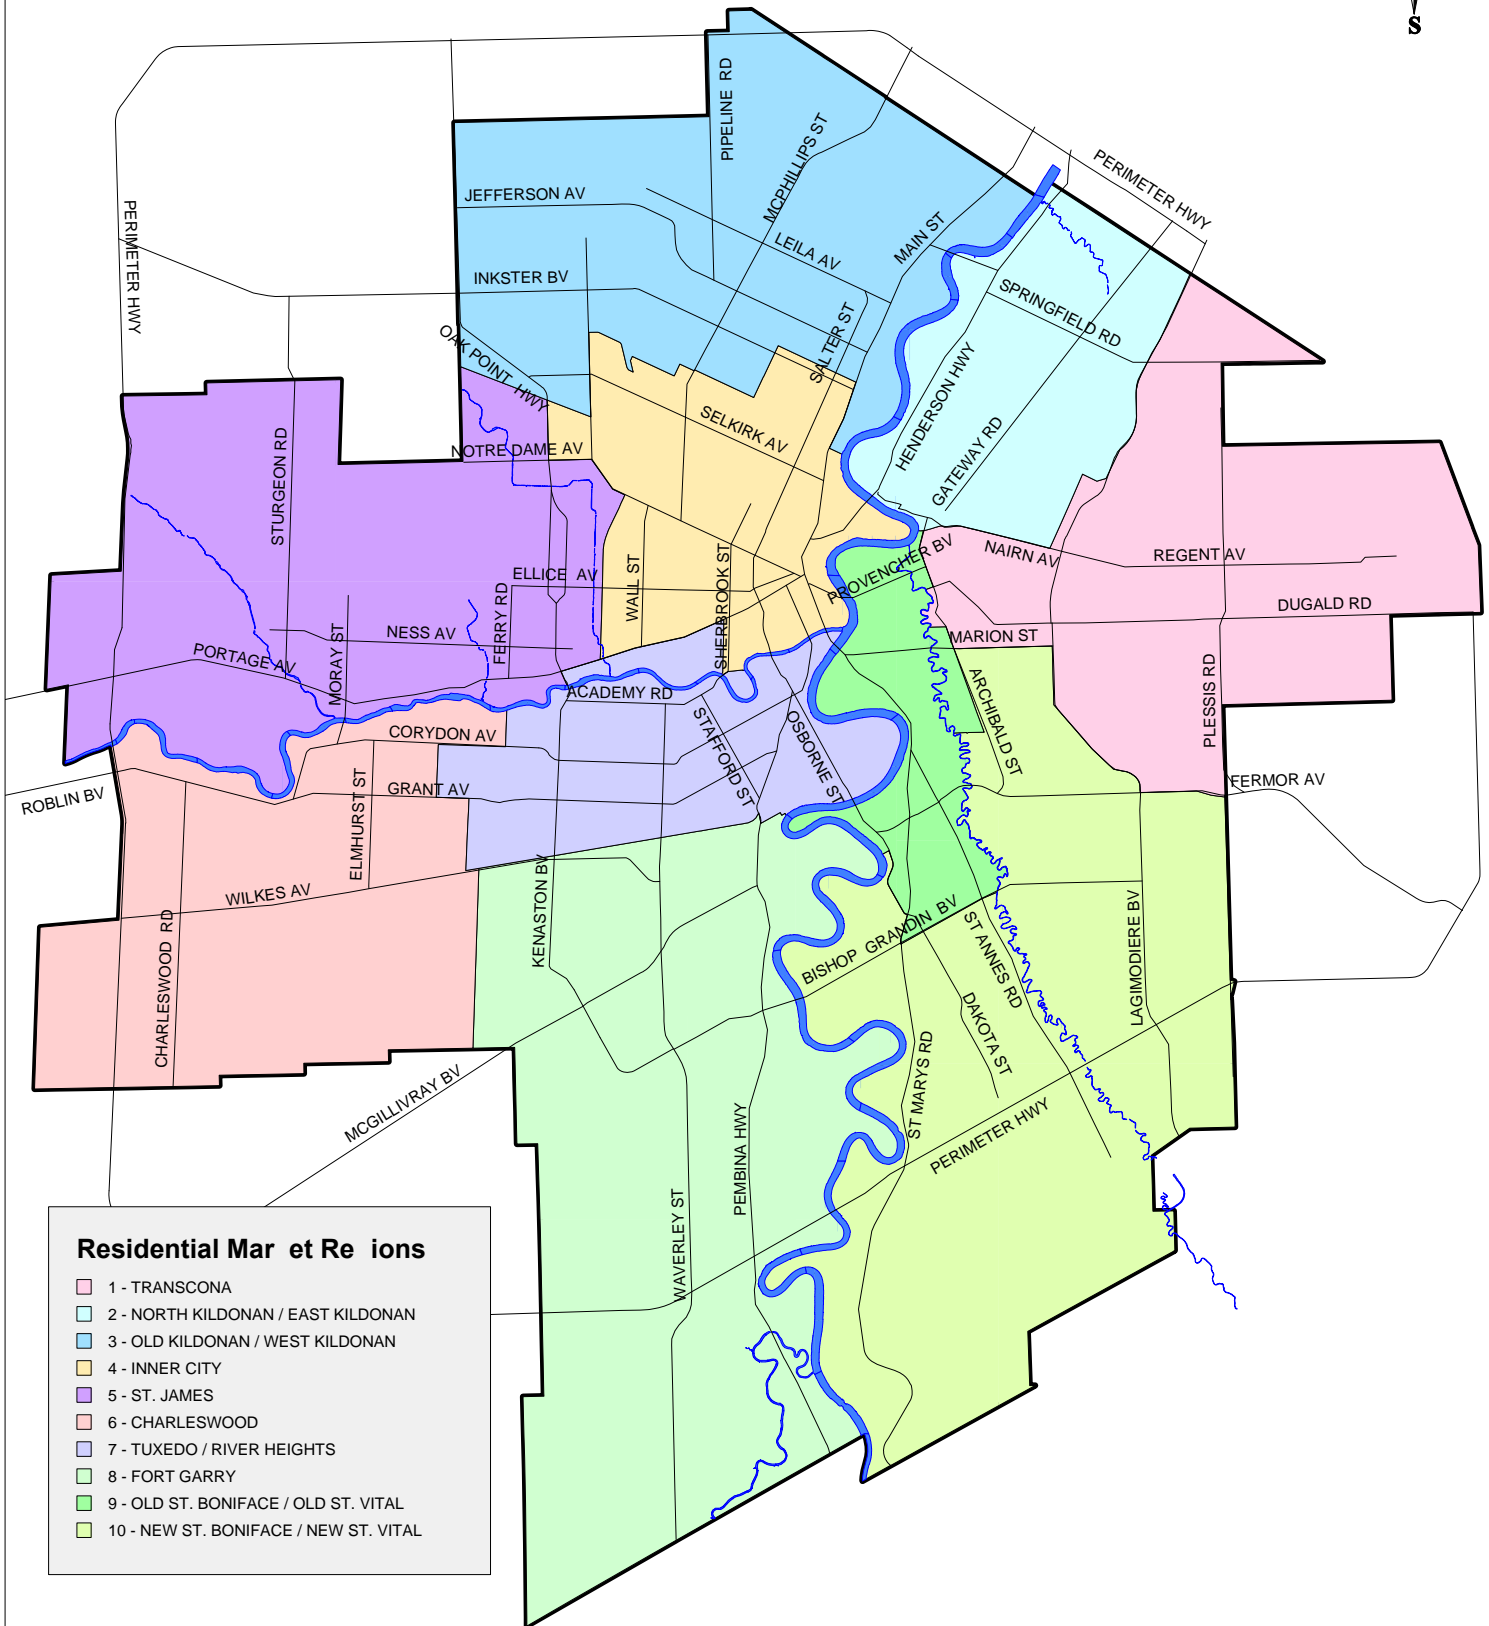 S
PIPELINE RD
MCPHILLIPS ST
PERIMETER HWY
JEFFERSON AV
PERIMETER HWY
LEILA AV
MAIN ST
INKSTER BV
SPRINGFIELD RD
OAK POINT HWY
SALTER ST
HENDERSON HWY
SELKIRK AV
GATEWAY RD
STURGEON RD
NOTRE DAME AV
NAIRN AV
REGENT AV
PROVENCHER BV
ELLICE AV
WALL ST
SHERBROOK ST
DUGALD RD
FERRY RD
NESS AV
MARION ST
MORAY ST
PORTAGE AV
ACADEMY RD
ARCHIBALD ST
PLESSIS RD
CORYDON AV
STAFFORD ST
OSBORNE ST
ROBLIN BV
GRANT AV
FERMOR AV
ELMHURST ST
WILKES AV
KENASTON BV
CHARLESWOOD RD
BISHOP GRANDIN BV
ST ANNES RD
LAGIMODIERE BV
DAKOTA ST
MCGILLIVRAY BV
ST MARYS RD
PERIMETER HWY
PEMBINA HWY
WAVERLEY ST
Residential Mar et Re ions
1 - TRANSCONA
2 - NORTH KILDONAN / EAST KILDONAN
3 - OLD KILDONAN / WEST KILDONAN
4 - INNER CITY
5 - ST. JAMES
6 - CHARLESWOOD
7 - TUXEDO / RIVER HEIGHTS
8 - FORT GARRY
9 - OLD ST. BONIFACE / OLD ST. VITAL
10 - NEW ST. BONIFACE / NEW ST. VITAL